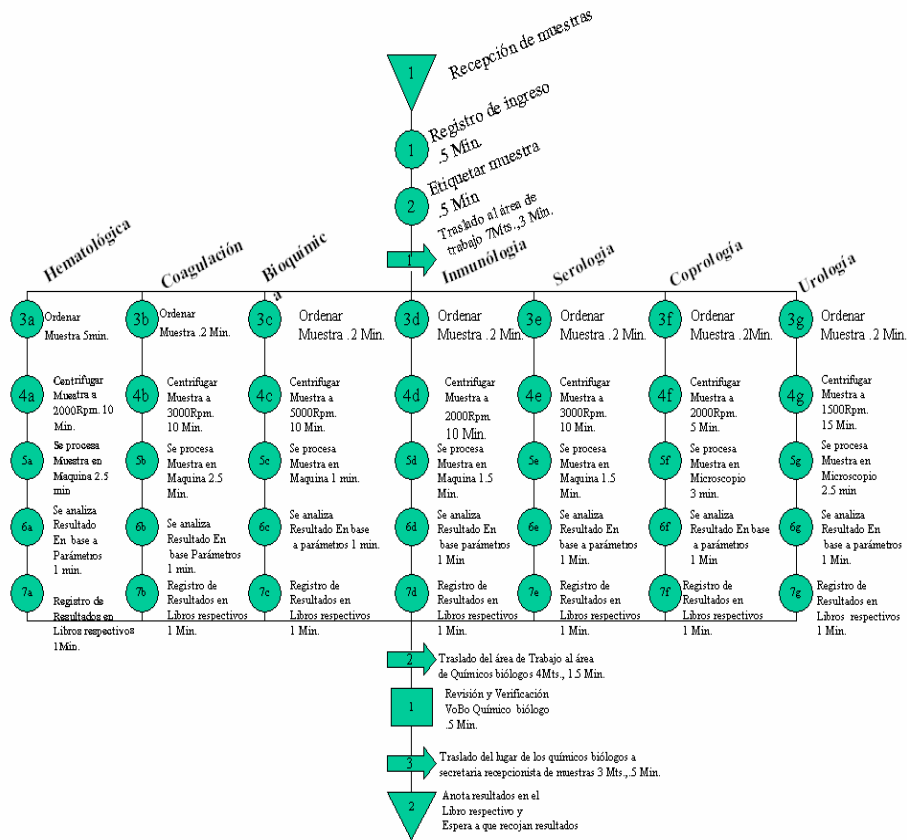 1
Recepción de muestras
1
Registro de ingreso
.5 Min.
2
Etiquetar muestra
.5 Min
1
Traslado al área de
trabajo 7Mts.,3 Min.
Hematológica
Coagulación
Bioquímic
a
Inmunólogia
Serologia
Coprología
Urologia
3a
Ordenar
Muestra 5min.
3b
Ordenar
Muestra .2 Min.
3c
Ordenar
Muestra .2 Min.
3d
Ordenar
Muestra .2 Min.
3e
Ordenar
Muestra .2 Min.
3f
Ordenar
Muestra .2Min.
3g
Ordenar
Muestra .2 Min.
4a
Centrifugar
Muestra a
2000Rpm. 10
Min.
4b
Centrifugar
Muestra a
3000Rpm.
10 Min.
4c
Centrifugar
Muestra a
5000Rpm.
10 Min.
4d
Centrifugar
Muestra a
2000Rpm.
10 Min.
4e
Centrifugar
Muestra a
3000Rpm.
10 Min.
4f
Centrifugar
Muestra a
2000Rpm.
5 Min.
4g
Centrifugar
Muestra a
1500Rpm.
15 Min.
5a
Se procesa
Muestra en
Maquina 2.5
min
5b
Se procesa
Muestra en
Maquina 2.5
Min.
5c
Se procesa
Muestra en
Maquina 1 min.
5d
Se procesa
Muestra en
Maquina 1.5
Min.
5e
Se procesa
Muestra en
Maquina 1.5
Min.
5f
Se procesa
Muestra en
Microscopio
3 min.
5g
Se procesa
Muestra en
Microscopio
2.5 min
6a
Se analiza
Resultado
En base a
Parámetros
1 min.
6b
Se analiza
Resultado En
base Parámetros
1 min.
6c
Se analiza
Resultado En base
a parámetros 1 min.
6d
Se analiza
Resultado En
base parámetros
1 Min
6e
Se analiza
Resultado En
base a parámetros
1 Min.
6f
Se analiza
Resultado En
base a parámetros
1 Min
6g
Se analiza
Resultado En
base a parámetros
1 Min.
7a
Registro de
Resultados en
Libros respectivos
1Min.
7b
Registro de
Resultados en
Libros respectivos
1 Min.
7c
Registro de
Resultados en
Libros respectivos
1 Min.
7d
Registro de
Resultados en
Libros respectivos
1 Min.
7e
Registro de
Resultados en
Libros respectivos
1 Min.
7f
Registro de
Resultados en
Libros respectivos
1 Min.
7g
Registro de
Resultados en
Libros respectivos
1 Min.
2
Traslado del área de Trabajo al área
de Químicos biólogos 4Mts., 1.5 Min.
1
Revisión y Verificación
VoBo Químico biólogo
.5 Min.
3
Traslado del lugar de los químicos biólogos a
secretaria recepcionista de muestras 3 Mts.,.5 Min.
2
Anota resultados en el
Libro respectivo y
Espera a que recojan resultados